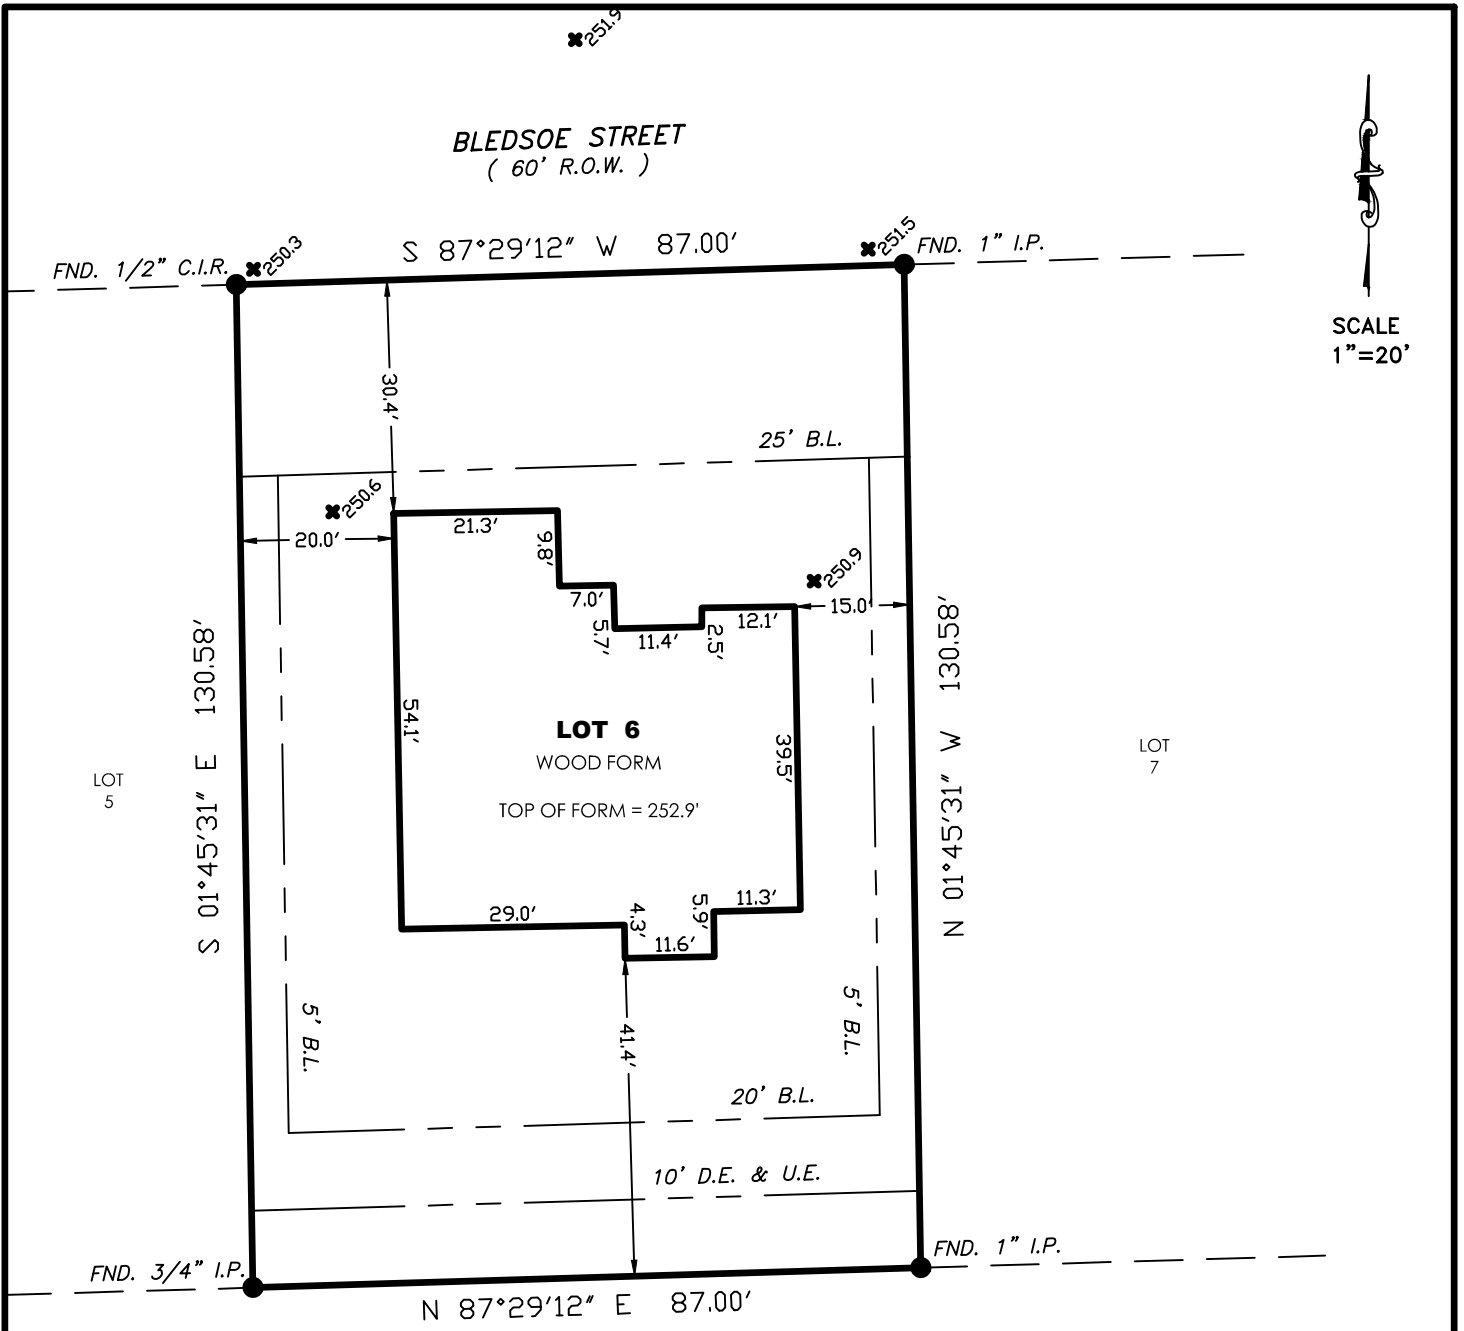 251.9
BLEDSOE STREET
( 60' R.O.W. )
S 87°29'12" W 87.00'
250.3
251.5
FND. 1/2" C.I.R.
FND. 1" I.P.
SCALE
1"=20'
30.4'
25' B.L.
250.6
20.0'
21.3'
9.8'
7.0'
5.7'
11.4'
2.5'
12.1'
250.9
15.0'
S 01°45'31" E 130.58'
54.1'
LOT 6
WOOD FORM
TOP OF FORM = 252.9'
39.5'
N 01°45'31" W 130.58'
LOT
5
LOT
7
29.0'
4.3'
11.6'
5.9'
11.3'
5' B.L.
41.4'
5' B.L.
20' B.L.
10' D.E. & U.E.
FND. 3/4" I.P.
FND. 1" I.P.
N 87°29'12" E 87.00'